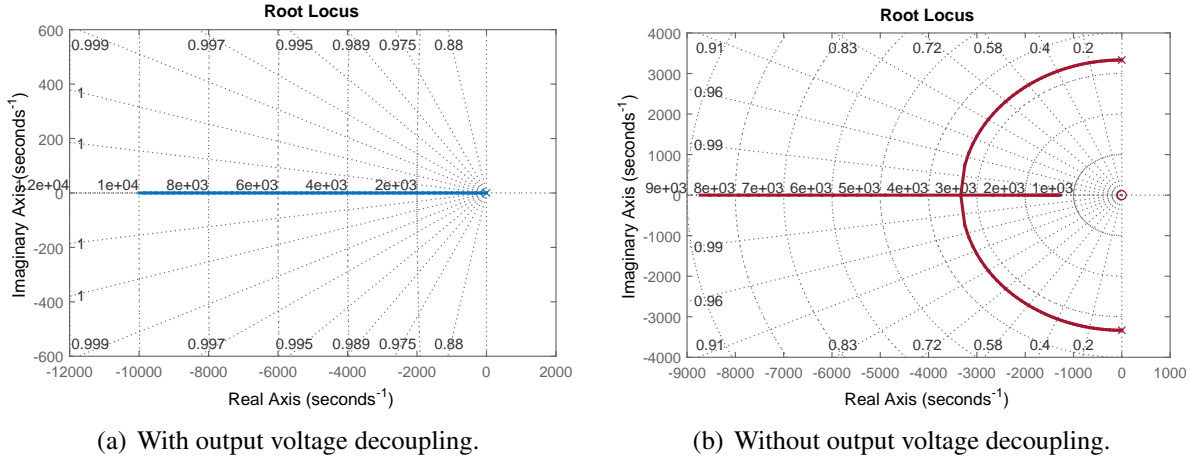 Root Locus
600
400
200
0
-200
-400
-600
Imaginary Axis (seconds-1)
0.999 0.997 0.995 0.989 0.975 0.88
1
1
1.2e+04 1e+04 8e+03 6e+03 4e+03 2e+03
1
1
0.999 0.997 0.995 0.989 0.975 0.88
-12000 -10000 -8000 -6000 -4000 -2000 0 2000
Real Axis (seconds-1)
(a) With output voltage decoupling.
Root Locus
4000
3000
2000
1000
0
-1000
-2000
-3000
-4000
Imaginary Axis (seconds-1)
0.91 0.83 0.72 0.58 0.4 0.2
0.96
0.99
9e+03 8e+03 7e+03 6e+03 5e+03 4e+03 3e+03 2e+03 1e+03
0.99
0.96
0.91 0.83 0.72 0.58 0.4 0.2
-9000 -8000 -7000 -6000 -5000 -4000 -3000 -2000 -1000 0 1000
Real Axis (seconds-1)
(b) Without output voltage decoupling.